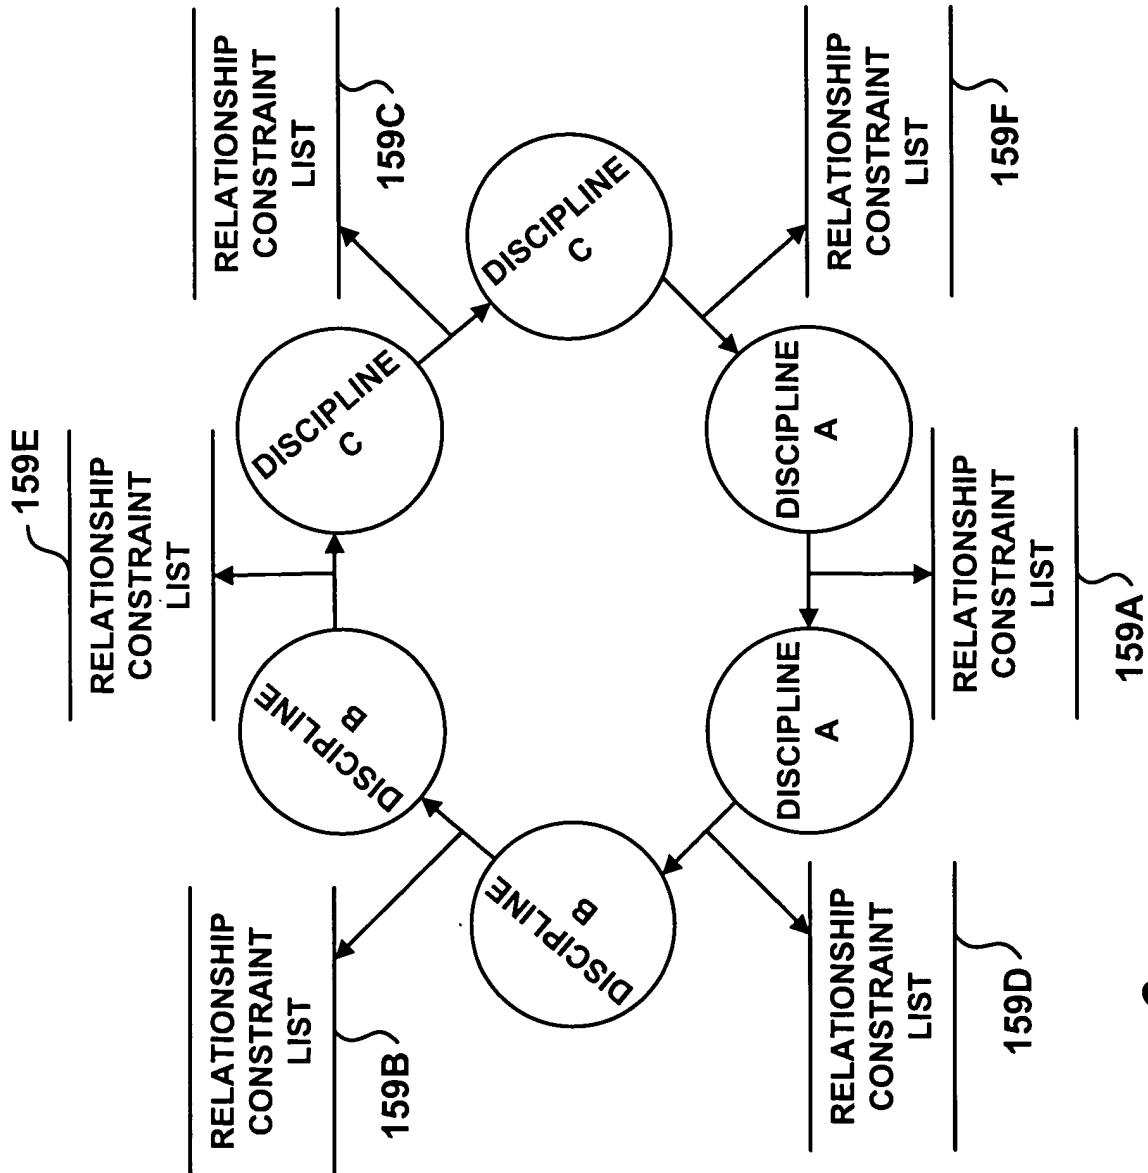 159E
RELATIONSHIP
CONSTRAINT
LIST
RELATIONSHIP
CONSTRAINT
LIST
159B
RELATIONSHIP
CONSTRAINT
LIST
159C
DISCIPLINE
B
DISCIPLINE
C
DISCIPLINE
B
DISCIPLINE
C
DISCIPLINE
A
DISCIPLINE
A
RELATIONSHIP
CONSTRAINT
LIST
159D
RELATIONSHIP
CONSTRAINT
LIST
159F
RELATIONSHIP
CONSTRAINT
LIST
159A